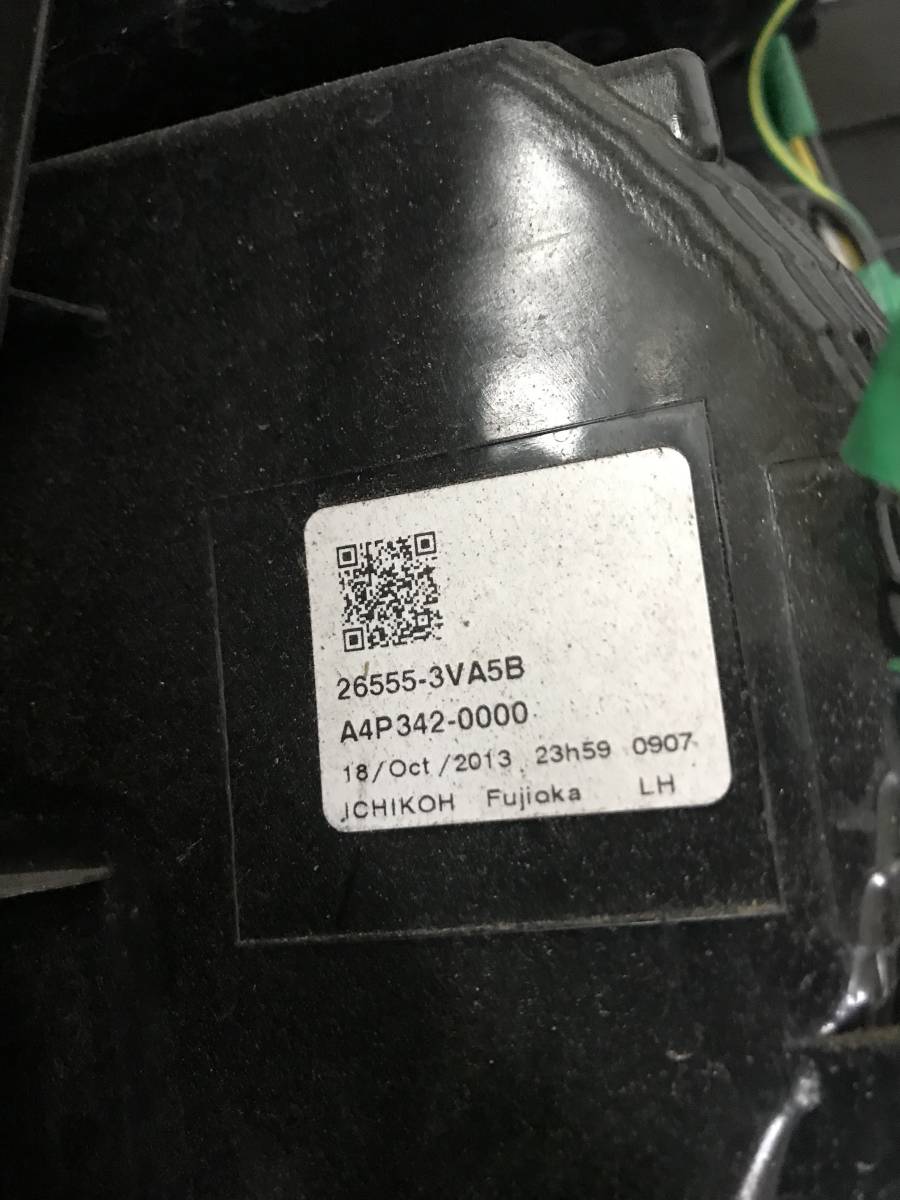 26555-3VA5B
A4P342-0000
18/Oct/2013 23h59 0907
ICHIKOH Fujioka LH